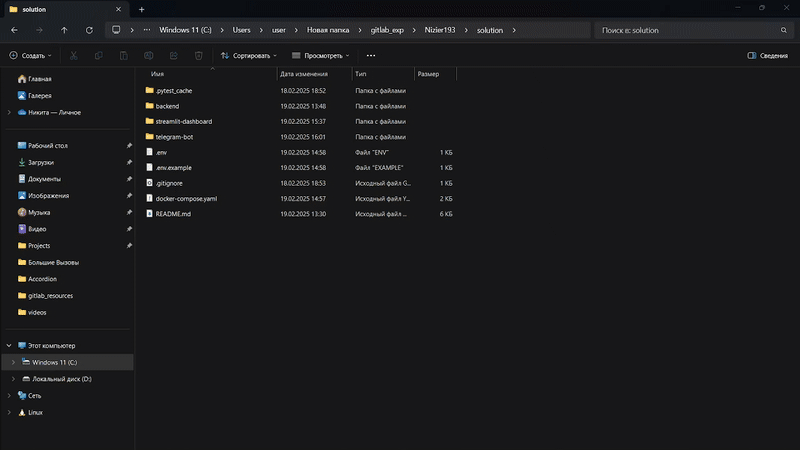 solution
Windows 11 (C:) > Users > user > Новая папка > gitlab_exp > Nizier193 > solution >
Поиск в: solution
Создать
Сортировать
Просмотреть
Сведения
Главная
Галерея
Никита — Личное
Рабочий стол
Загрузки
Документы
Изображения
Музыка
Видео
Projects
Большие Вызовы
Accordion
gitlab_resources
videos
Этот компьютер
Windows 11 (C:)
Локальный диск (D:)
Сеть
Linux
Имя Дата изменения Тип Размер
.pytest_cache 18.02.2025 18:52 Папка с файлами
backend 19.02.2025 13:48 Папка с файлами
streamlit-dashboard 19.02.2025 15:37 Папка с файлами
telegram-bot 19.02.2025 16:01 Папка с файлами
.env 19.02.2025 14:58 Файл "ENV" 1 КБ
.env.example 19.02.2025 14:58 Файл "EXAMPLE" 1 КБ
.gitignore 18.02.2025 18:53 Исходный файл G... 1 КБ
docker-compose.yaml 19.02.2025 14:57 Исходный файл Y... 2 КБ
README.md 19.02.2025 13:30 Исходный файл ... 6 КБ